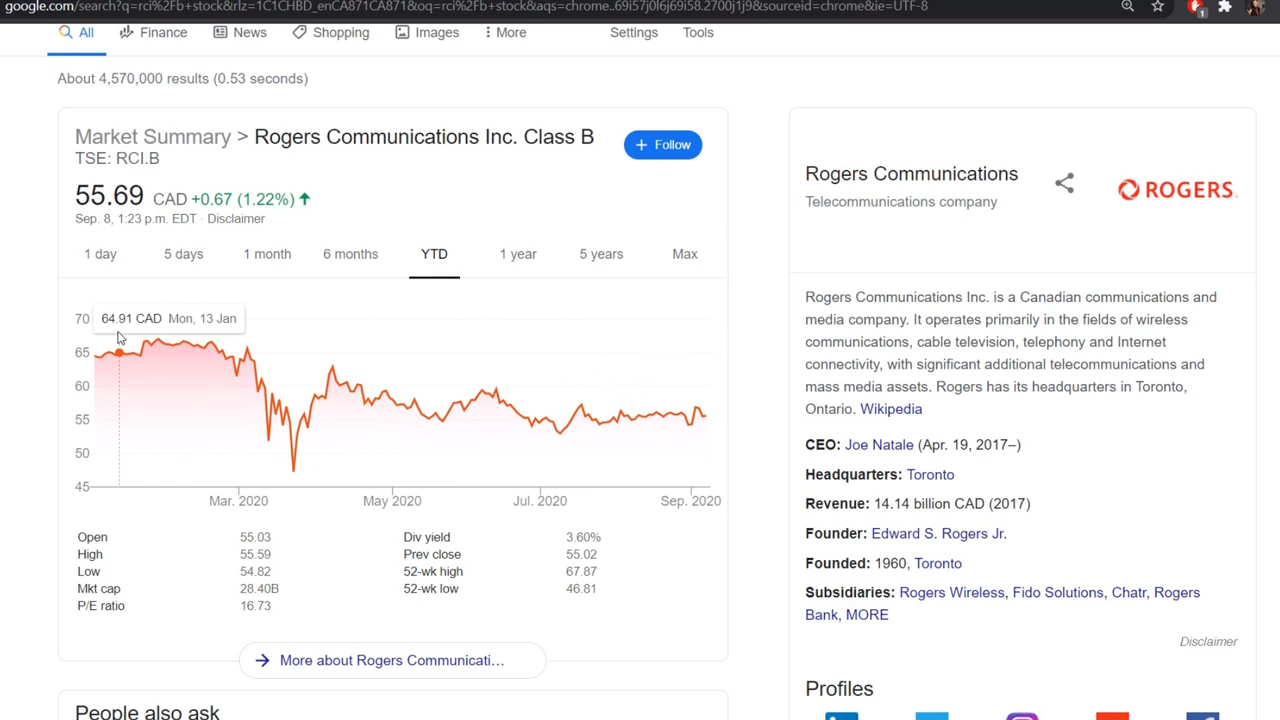 google.com/search?q=rci%2Fb+stock&rlz=1C1CHBD_enCA871CA871&oq=rci%2Fb+stock&aqs=chrome..69i57j0l6j69i58.2700j1j9&sourceid=chrome&ie=UTF-8
1
All Finance News Shopping Images More Settings Tools
About 4,570,000 results (0.53 seconds)
Market Summary > Rogers Communications Inc. Class B
TSE: RCI.B
+ Follow
55.69 CAD +0.67 (1.22%)
Sep. 8, 1:23 p.m. EDT · Disclaimer
1 day 5 days 1 month 6 months YTD 1 year 5 years Max
64.91 CAD Mon, 13 Jan
70
65
60
55
50
45
Mar. 2020 May 2020 Jul. 2020 Sep. 2020
Open 55.03 Div yield 3.60%
High 55.59 Prev close 55.02
Low 54.82 52-wk high 67.87
Mkt cap 28.40B 52-wk low 46.81
P/E ratio 16.73
More about Rogers Communicati...
People also ask
Rogers Communications
Telecommunications company
ROGERS
Rogers Communications Inc. is a Canadian communications and
media company. It operates primarily in the fields of wireless
communications, cable television, telephony and Internet
connectivity, with significant additional telecommunications and
mass media assets. Rogers has its headquarters in Toronto,
Ontario. Wikipedia
CEO: Joe Natale (Apr. 19, 2017–)
Headquarters: Toronto
Revenue: 14.14 billion CAD (2017)
Founder: Edward S. Rogers Jr.
Founded: 1960, Toronto
Subsidiaries: Rogers Wireless, Fido Solutions, Chatr, Rogers
Bank, MORE
Disclaimer
Profiles